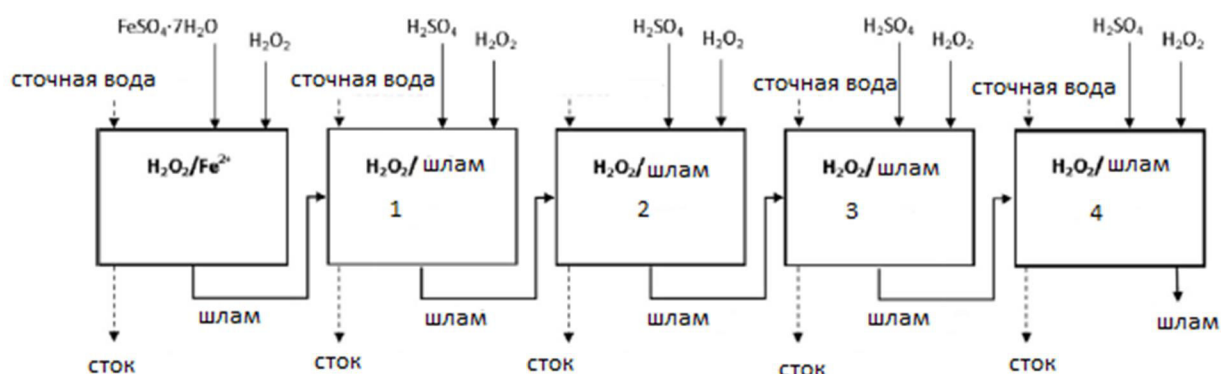 FeSO₄·7H₂O
H₂O₂
сточная вода
H₂O₂/Fe²⁺
H₂SO₄
H₂O₂
сточная вода
H₂O₂/шлам
1
H₂SO₄
H₂O₂
H₂O₂/шлам
2
H₂SO₄
H₂O₂
сточная вода
H₂O₂/шлам
3
H₂SO₄
H₂O₂
сточная вода
H₂O₂/шлам
4
шлам
шлам
шлам
шлам
шлам
сток
сток
сток
сток
сток